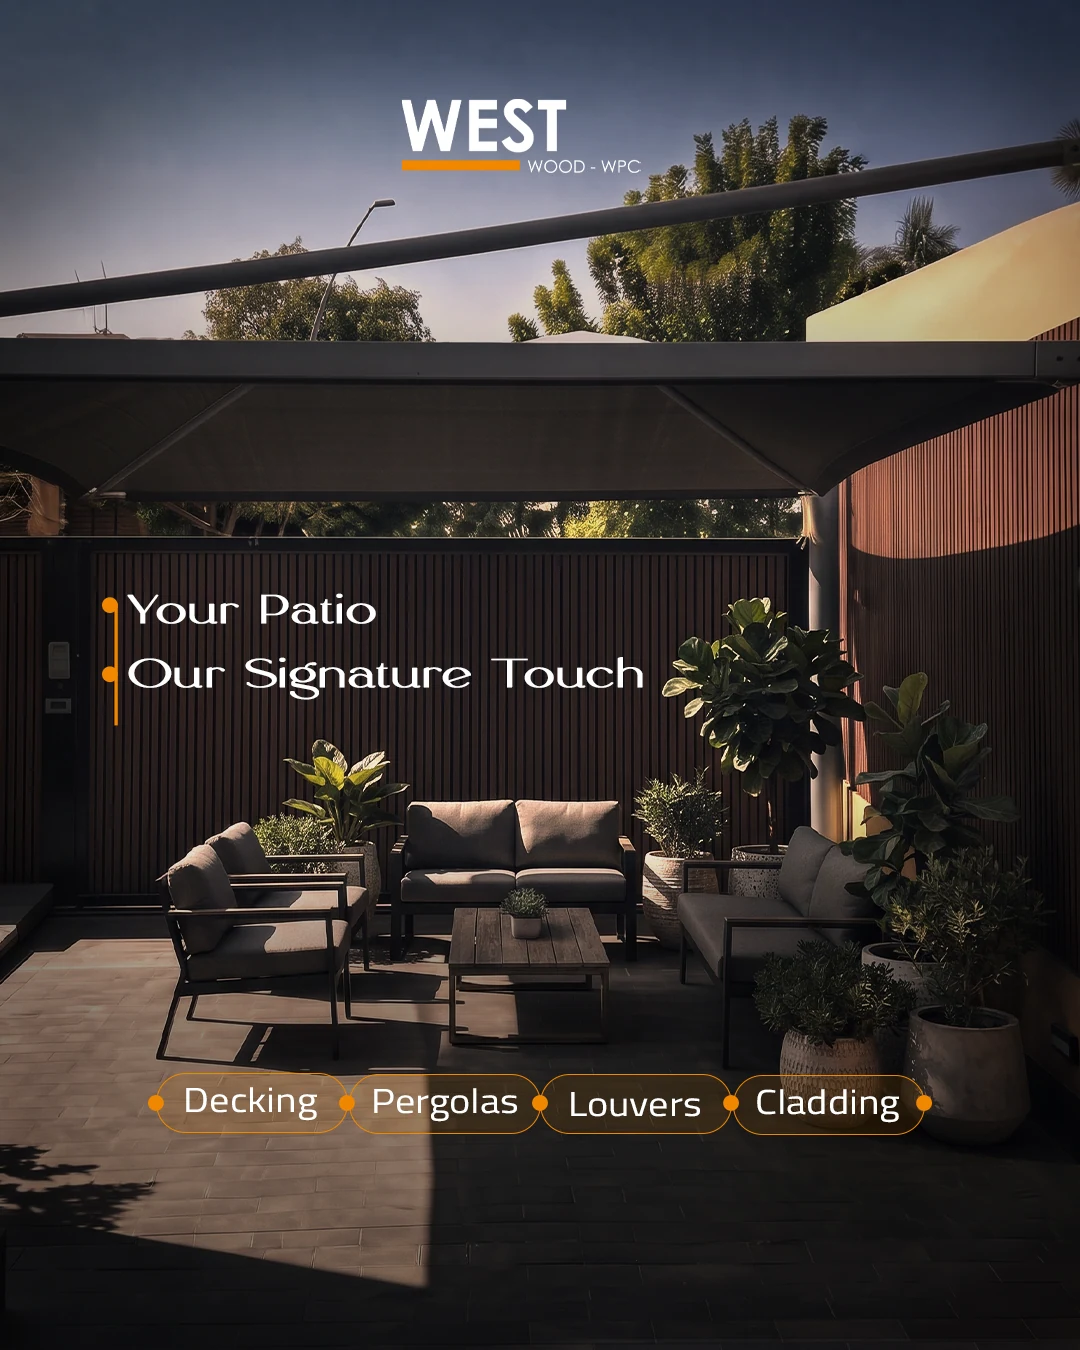 WEST
WOOD - WPC
Your Patio
Our Signature Touch
Decking Pergolas Louvers Cladding